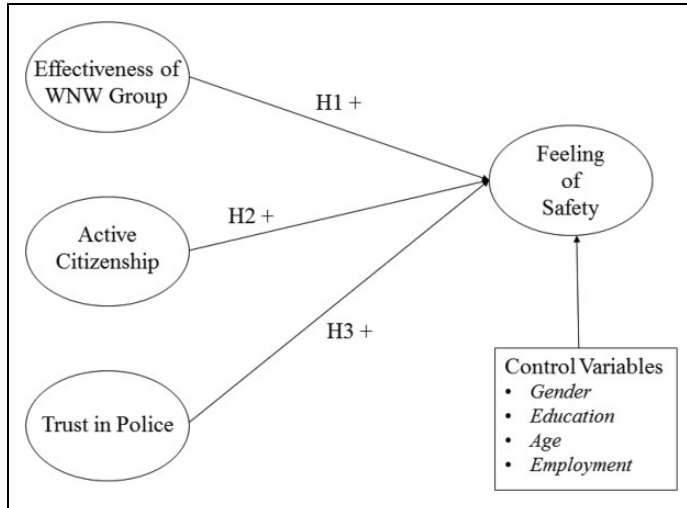 Effectiveness of
WNW Group
H1 +
Feeling
of
Safety
H2 +
Active
Citizenship
H3 +
Trust in Police
Control Variables
• Gender
• Education
• Age
• Employment